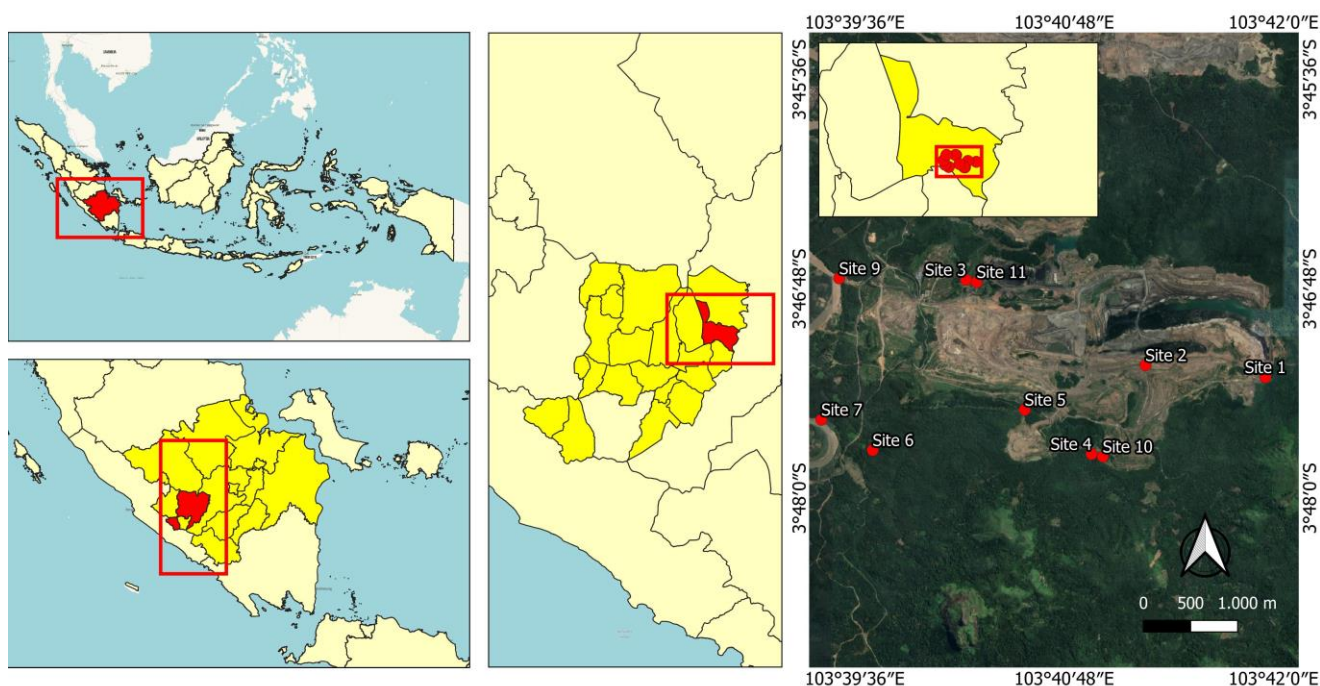 103°39′36″E 103°40′48″E 103°42′0″E
3°45′36″S 3°45′36″S
3°46′48″S 3°46′48″S
Site 9 Site 3 Site 11
Site 2
Site 1
Site 5
Site 7
Site 6 Site 4 Site 10
3°48′0″S 3°48′0″S
0 500 1.000 m
103°39′36″E 103°40′48″E 103°42′0″E